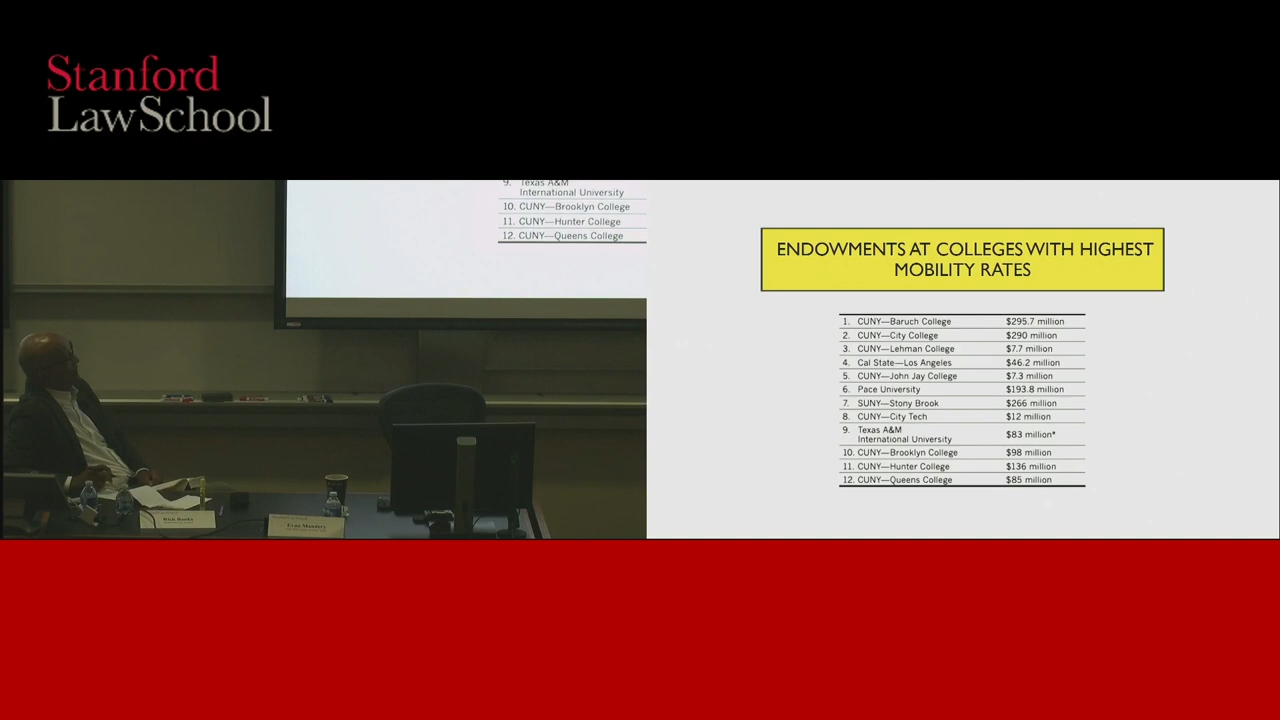 Stanford
LawSchool
9. Texas A&M
International University
10. CUNY—Brooklyn College
11. CUNY—Hunter College
12. CUNY—Queens College
Rick Banks
Evan Mandery
ENDOWMENTS AT COLLEGES WITH HIGHEST
MOBILITY RATES
1. CUNY—Baruch College $295.7 million
2. CUNY—City College $290 million
3. CUNY—Lehman College $7.7 million
4. Cal State—Los Angeles $46.2 million
5. CUNY—John Jay College $7.3 million
6. Pace University $193.8 million
7. SUNY—Stony Brook $266 million
8. CUNY—City Tech $12 million
9. Texas A&M
International University $83 million*
10. CUNY—Brooklyn College $98 million
11. CUNY—Hunter College $136 million
12. CUNY—Queens College $85 million